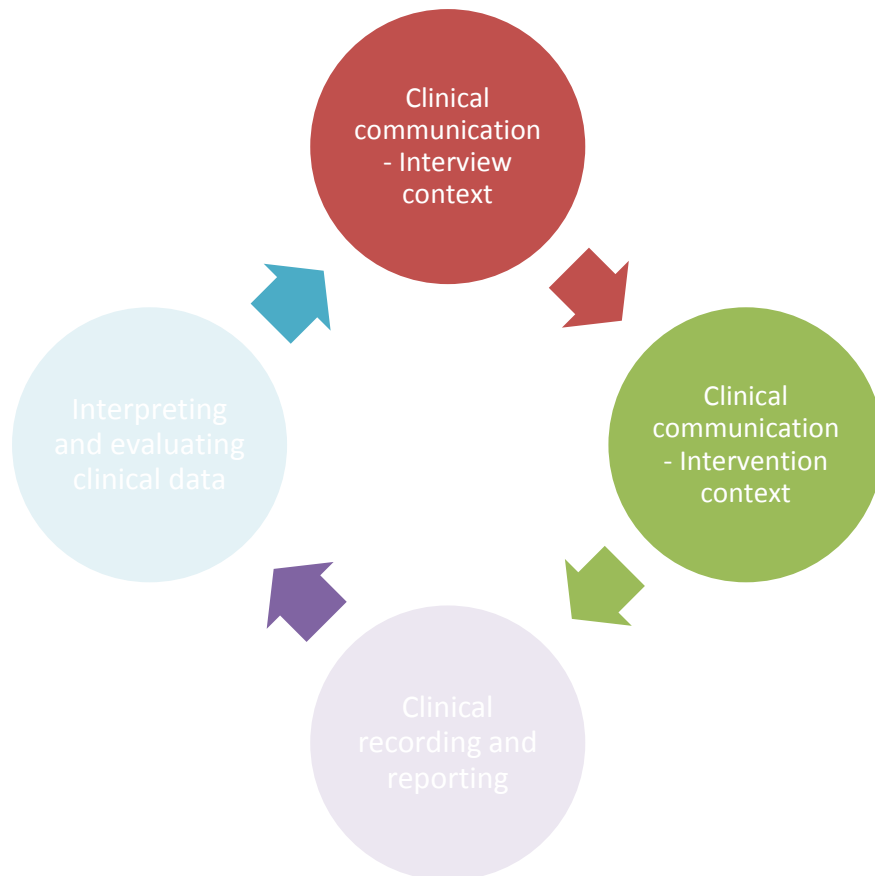 Clinical
communication
- Interview
context
Clinical
communication
- Intervention
context
Clinical
recording and
reporting
Interpreting
and evaluating
clinical data